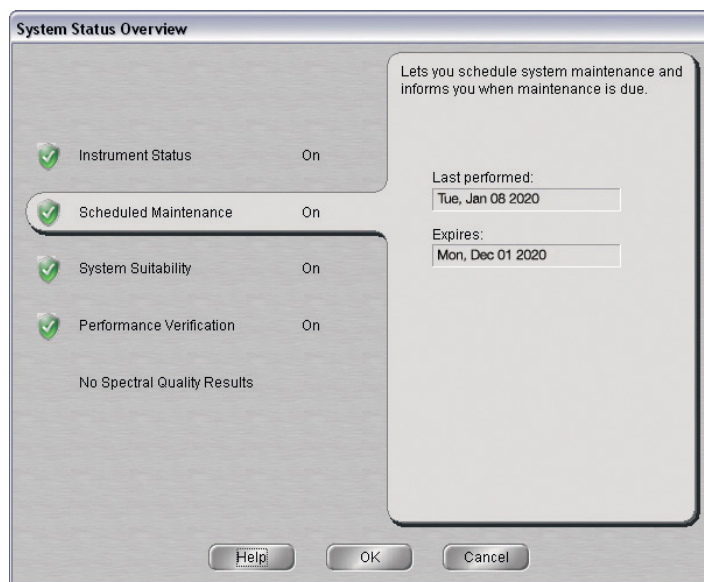 System Status Overview
Lets you schedule system maintenance and
informs you when maintenance is due.
Instrument Status On
Scheduled Maintenance On
System Suitability On
Performance Verification On
No Spectral Quality Results
Last performed:
Tue, Jan 08 2020
Expires:
Mon, Dec 01 2020
Help OK Cancel